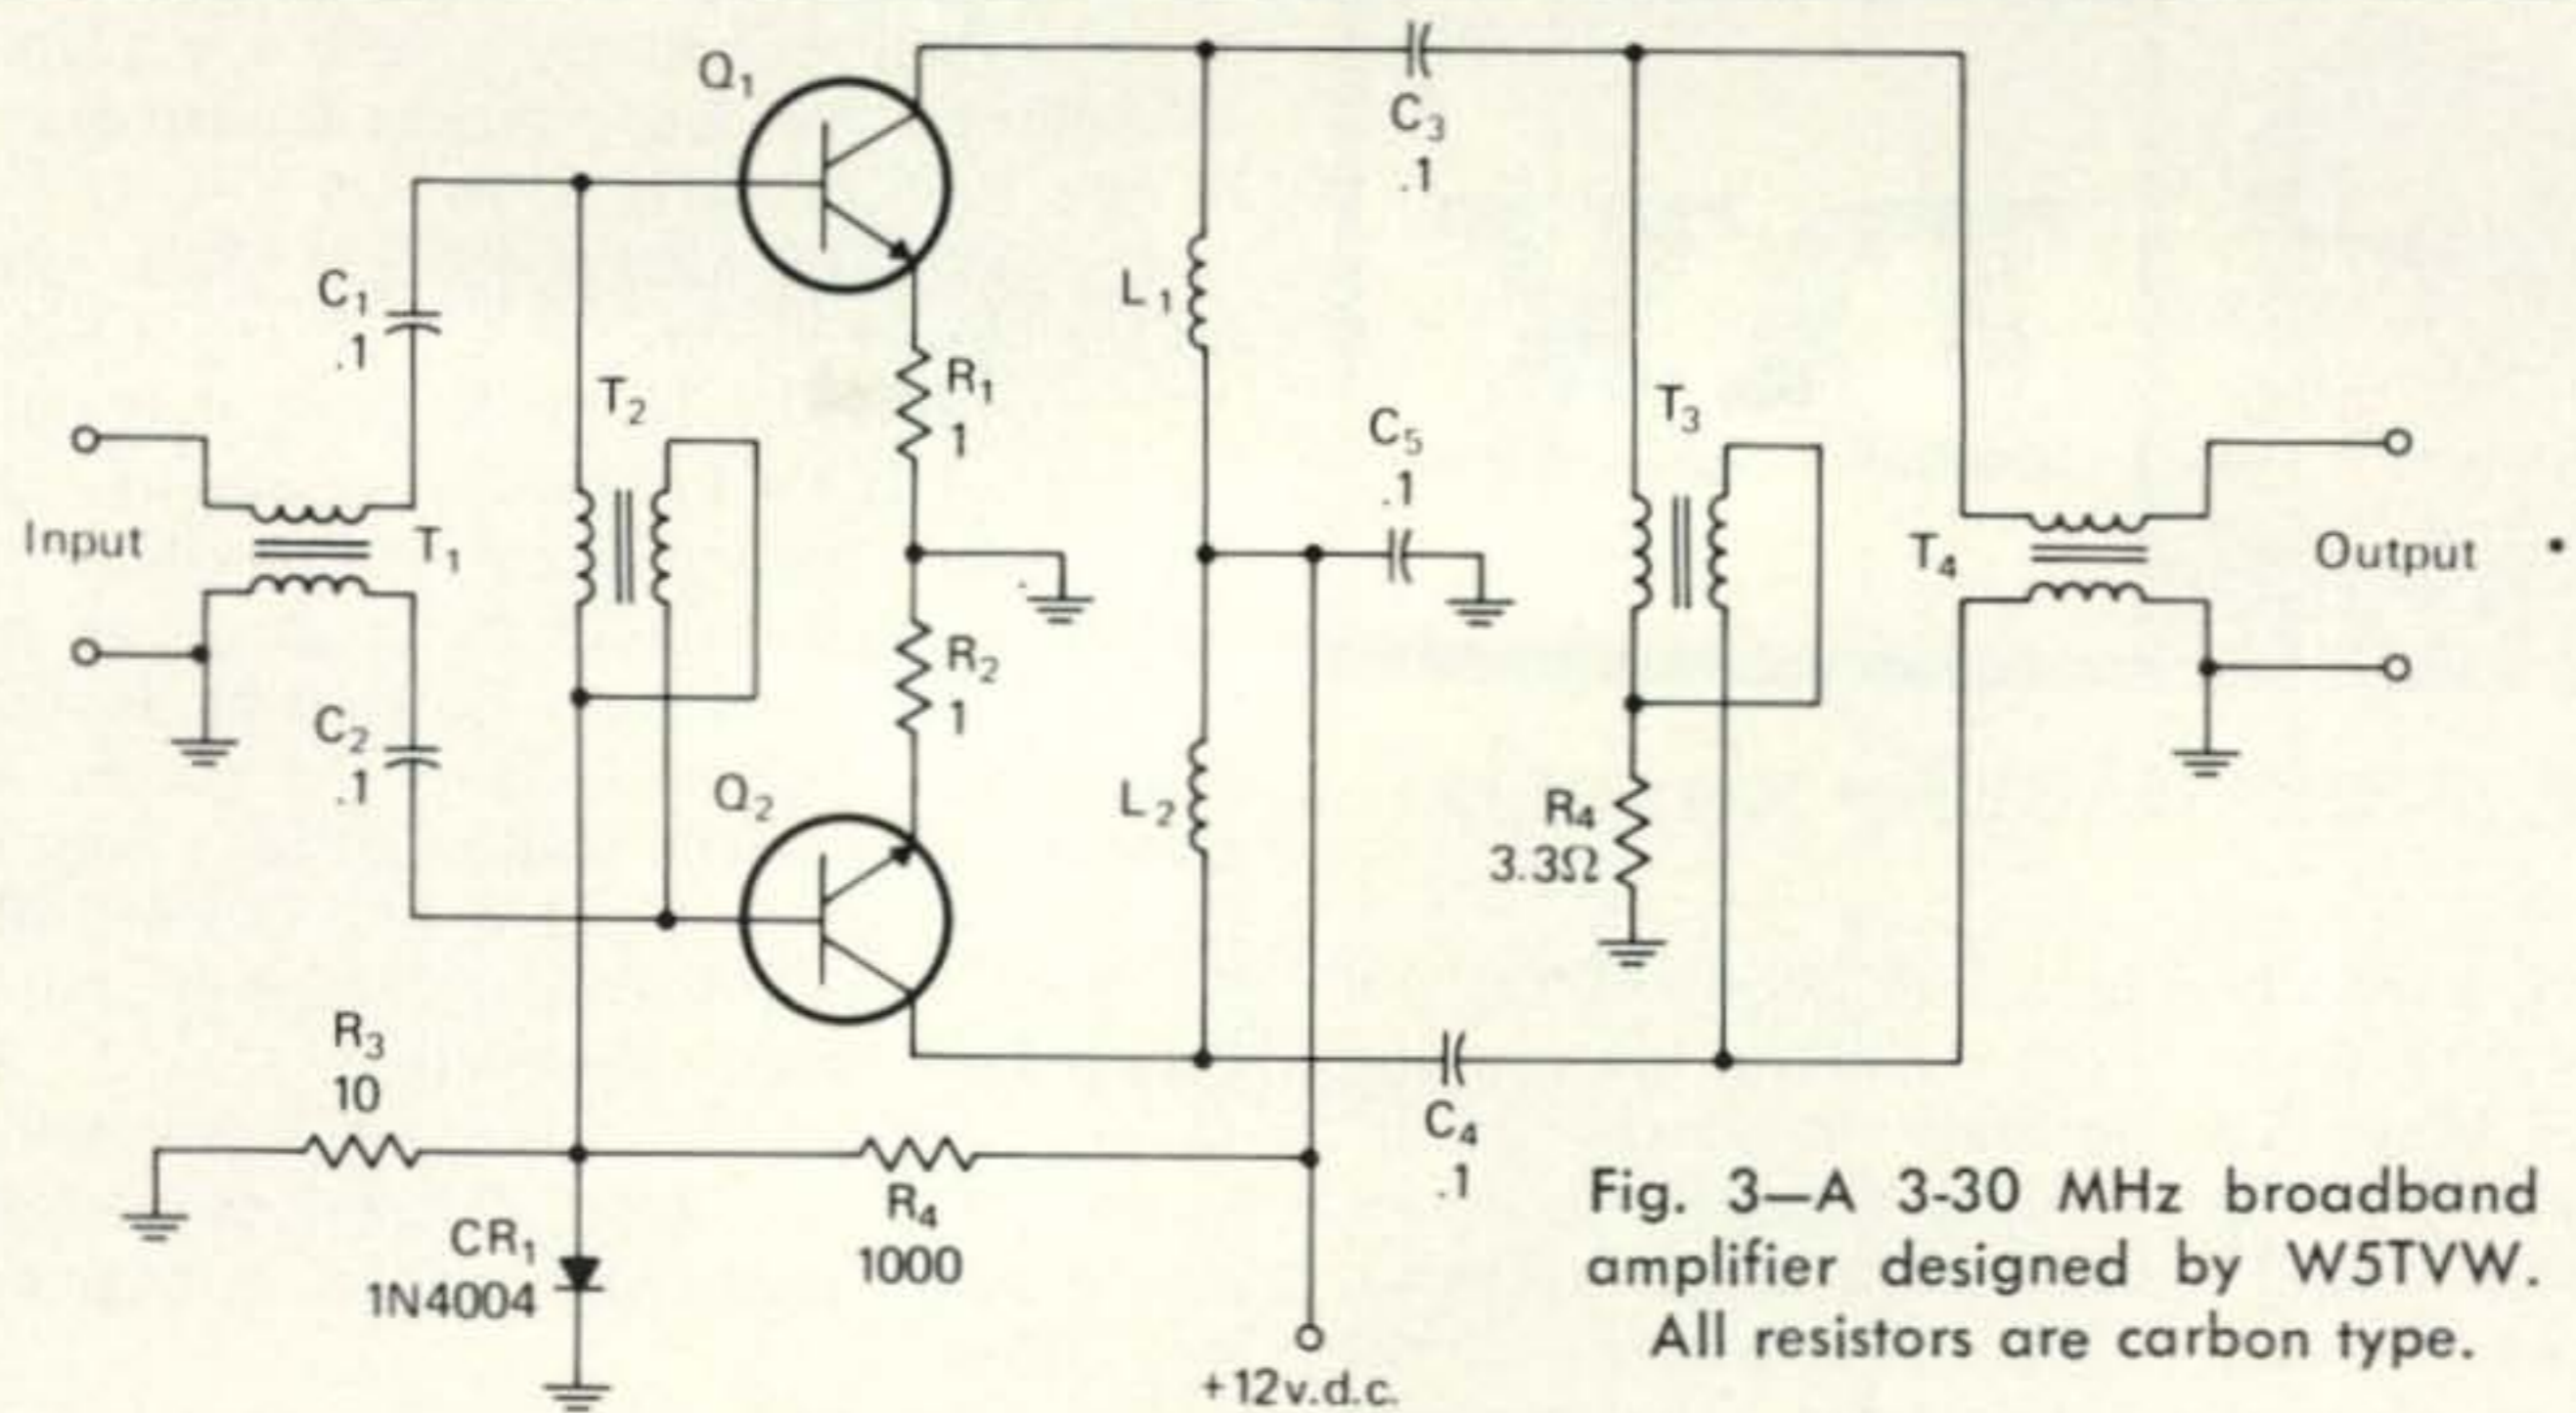 Q₁
C₃
.1
C₁
.1
L₁
R₁
1
T₂
T₃
C₅
.1
Input
T₁
T₄
Output
R₂
1
C₂
.1
Q₂
L₂
R₄
3.3Ω
R₃
10
C₄
.1
R₄
1000
CR₁
1N4004
+12v.d.c.
Fig. 3—A 3-30 MHz broadband
amplifier designed by W5TVW.
All resistors are carbon type.